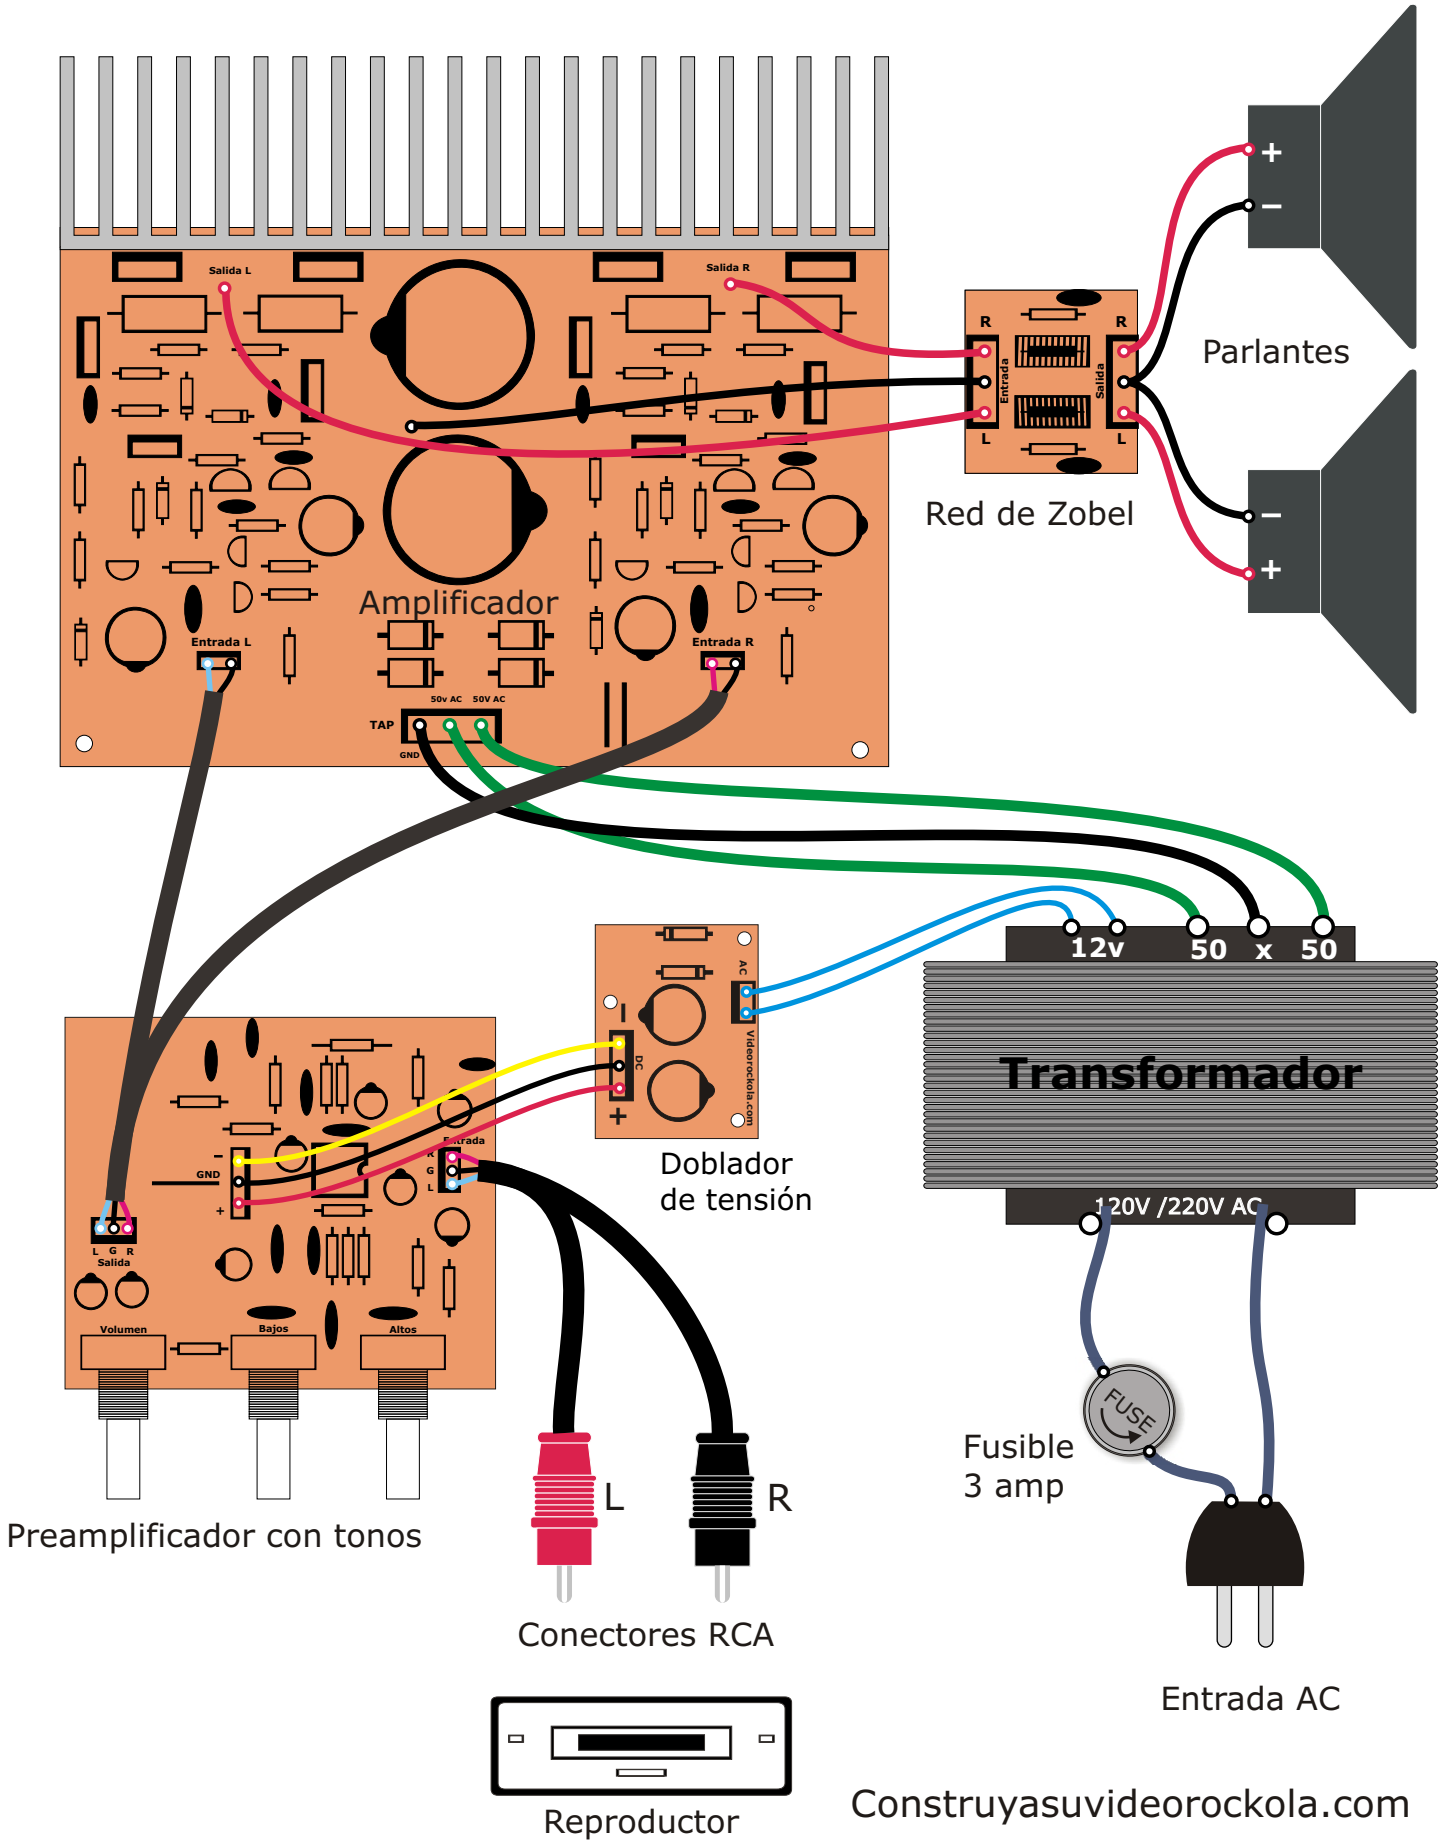 Salida L
Salida R
R
R
Entrada
Salida
L
L
+
−
−
+
Parlantes
Red de Zobel
Amplificador
Entrada L
Entrada R
50v AC
50V AC
TAP
GND
12v
50
x
50
Transformador
120V /220V AC
AC
−
DC
+
Videorockola.com
Doblador
de tensión
Entrada
R
G
L
−
GND
+
L G R
Salida
Volumen
Bajos
Altos
Preamplificador con tonos
L
R
Conectores RCA
FUSE
Fusible
3 amp
Entrada AC
Reproductor
Construyasuvideorockola.com